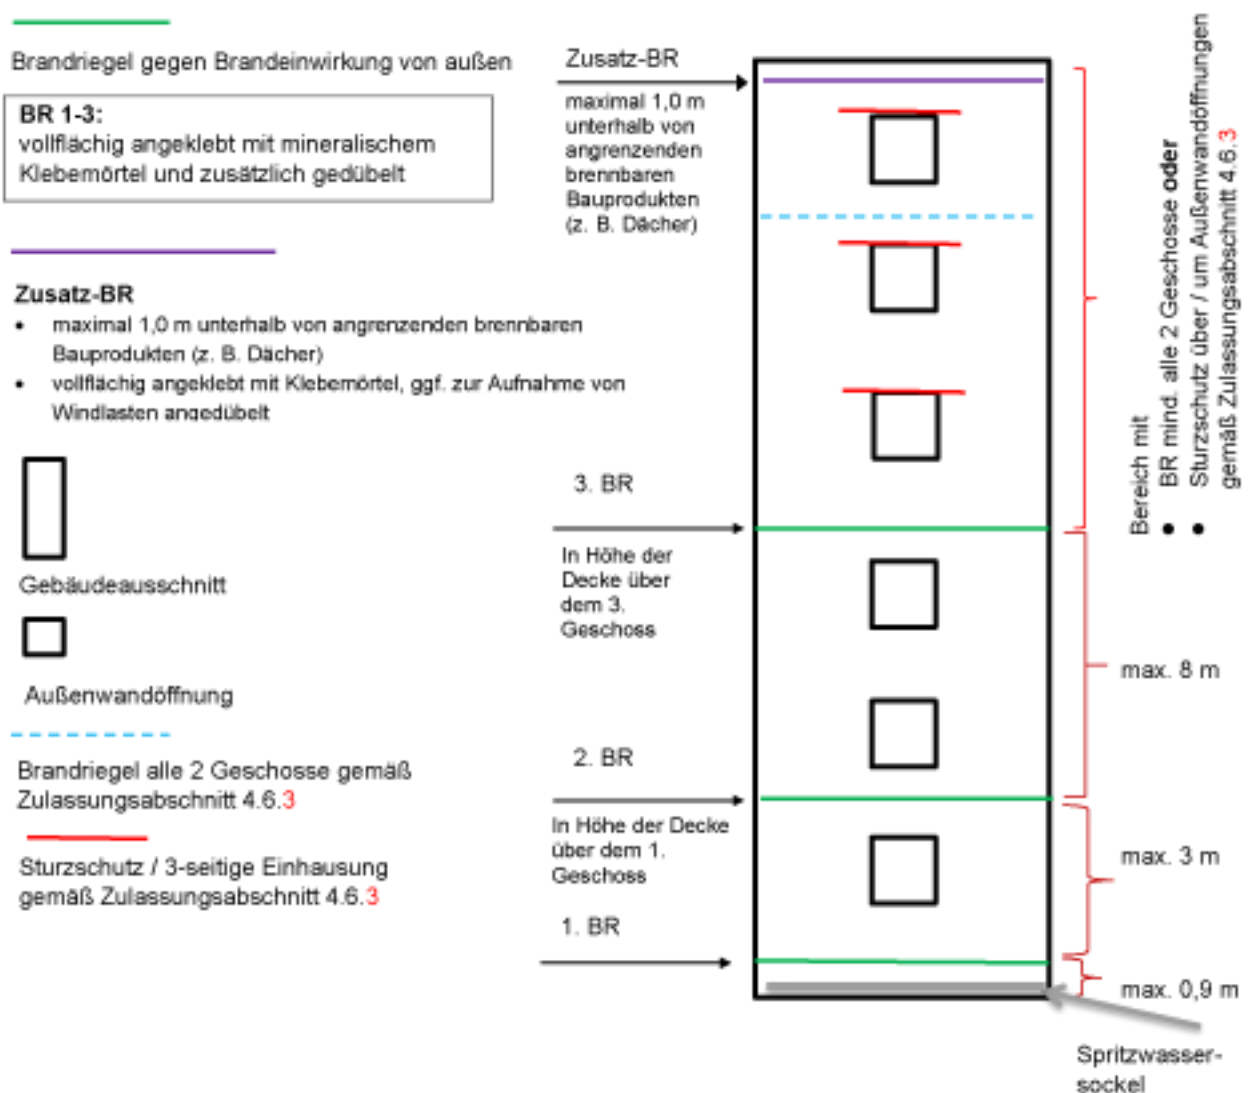 Brandriegel gegen Brandeinwirkung von außen
BR 1-3:
vollflächig angeklebt mit mineralischem
Klebemörtel und zusätzlich gedübelt
Zusatz-BR
• maximal 1,0 m unterhalb von angrenzenden brennbaren
Bauprodukten (z. B. Dächer)
• vollflächig angeklebt mit Klebemörtel, ggf. zur Aufnahme von
Windlasten angedübelt
Gebäudeausschnitt
Außenwandöffnung
Brandriegel alle 2 Geschosse gemäß
Zulassungsabschnitt 4.6.3
Sturzschutz / 3-seitige Einhausung
gemäß Zulassungsabschnitt 4.6.3
Zusatz-BR
maximal 1,0 m
unterhalb von
angrenzenden
brennbaren
Bauprodukten
(z. B. Dächer)
3. BR
In Höhe der
Decke über
dem 3.
Geschoss
2. BR
In Höhe der Decke
über dem 1.
Geschoss
1. BR
Bereich mit
• BR mind. alle 2 Geschosse oder
• Sturzschutz über / um Außenwandöffnungen
gemäß Zulassungsabschnitt 4.6.3
max. 8 m
max. 3 m
max. 0,9 m
Spritzwasser-
sockel